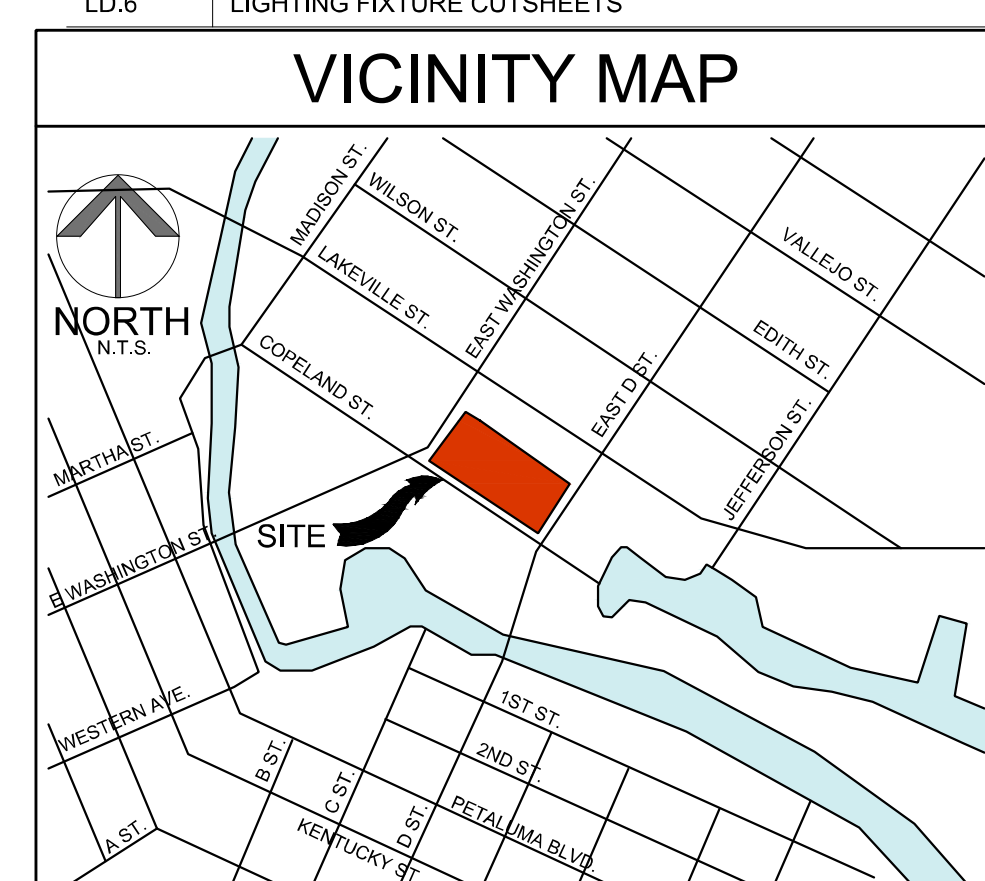 LD.6 LIGHTING FIXTURE CUTSHEETS
VICINITY MAP
MADISON ST.
WILSON ST.
EAST WASHINGTON ST.
VALLEJO ST.
LAKEVILLE ST.
NORTH
N.T.S.
COPELAND ST.
EDITH ST.
EAST D ST.
JEFFERSON ST.
MARTHA ST.
SITE
E WASHINGTON ST.
WESTERN AVE.
1ST ST.
2ND ST.
B ST.
C ST.
D ST.
PETALUMA BLVD.
A ST.
KENTUCKY ST.